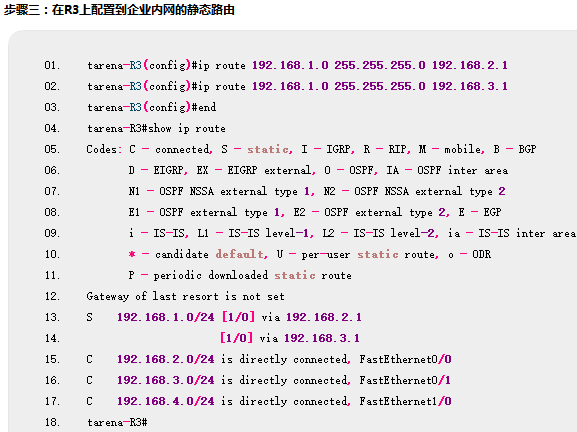 步骤三：在R3上配置到企业内网的静态路由
01. tarena-R3(config)#ip route 192.168.1.0 255.255.255.0 192.168.2.1
02. tarena-R3(config)#ip route 192.168.1.0 255.255.255.0 192.168.3.1
03. tarena-R3(config)#end
04. tarena-R3#show ip route
05. Codes: C - connected, S - static, I - IGRP, R - RIP, M - mobile, B - BGP
06. D - EIGRP, EX - EIGRP external, O - OSPF, IA - OSPF inter area
07. N1 - OSPF NSSA external type 1, N2 - OSPF NSSA external type 2
08. E1 - OSPF external type 1, E2 - OSPF external type 2, E - EGP
09. i - IS-IS, L1 - IS-IS level-1, L2 - IS-IS level-2, ia - IS-IS inter area
10. * - candidate default, U - per-user static route, o - ODR
11. P - periodic downloaded static route
12. Gateway of last resort is not set
13. S 192.168.1.0/24 [1/0] via 192.168.2.1
14. [1/0] via 192.168.3.1
15. C 192.168.2.0/24 is directly connected, FastEthernet0/0
16. C 192.168.3.0/24 is directly connected, FastEthernet0/1
17. C 192.168.4.0/24 is directly connected, FastEthernet1/0
18. tarena-R3#